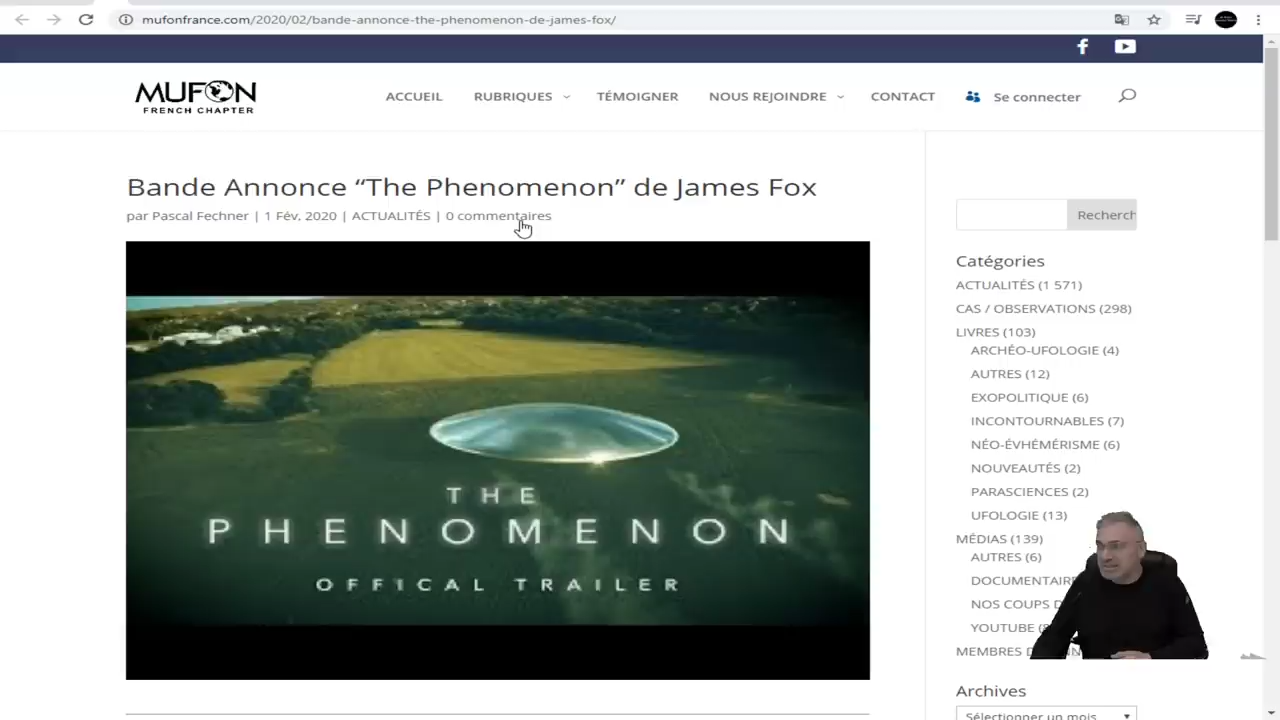 mufonfrance.com/2020/02/bande-annonce-the-phenomenon-de-james-fox/
MUFON
FRENCH CHAPTER
ACCUEIL
RUBRIQUES
TÉMOIGNER
NOUS REJOINDRE
CONTACT
Se connecter
Bande Annonce “The Phenomenon” de James Fox
par Pascal Fechner | 1 Fév, 2020 | ACTUALITÉS | 0 commentaires
THE
PHENOMENON
OFFICAL TRAILER
Recherch
Catégories
ACTUALITÉS (1 571)
CAS / OBSERVATIONS (298)
LIVRES (103)
ARCHÉO-UFOLOGIE (4)
AUTRES (12)
EXOPOLITIQUE (6)
INCONTOURNABLES (7)
NÉO-ÉVHÉMÉRISME (6)
NOUVEAUTÉS (2)
PARASCIENCES (2)
UFOLOGIE (13)
MÉDIAS (139)
AUTRES (6)
DOCUMENTAIRE
NOS COUPS
YOUTUBE
MEMBRES
Archives
Sélectionner un mois